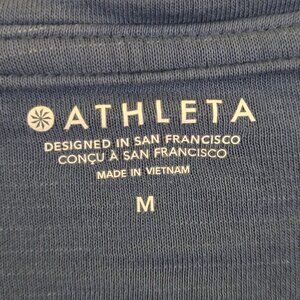 ATHLETA
DESIGNED IN SAN FRANCISCO
CONÇU À SAN FRANCISCO
MADE IN VIETNAM
M